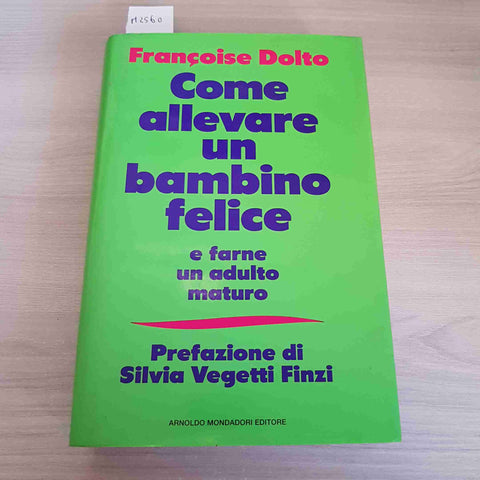 M2560
Françoise Dolto
Come
allevare
un
bambino
felice
e farne
un adulto
maturo
Prefazione di
Silvia Vegetti Finzi
ARNOLDO MONDADORI EDITORE